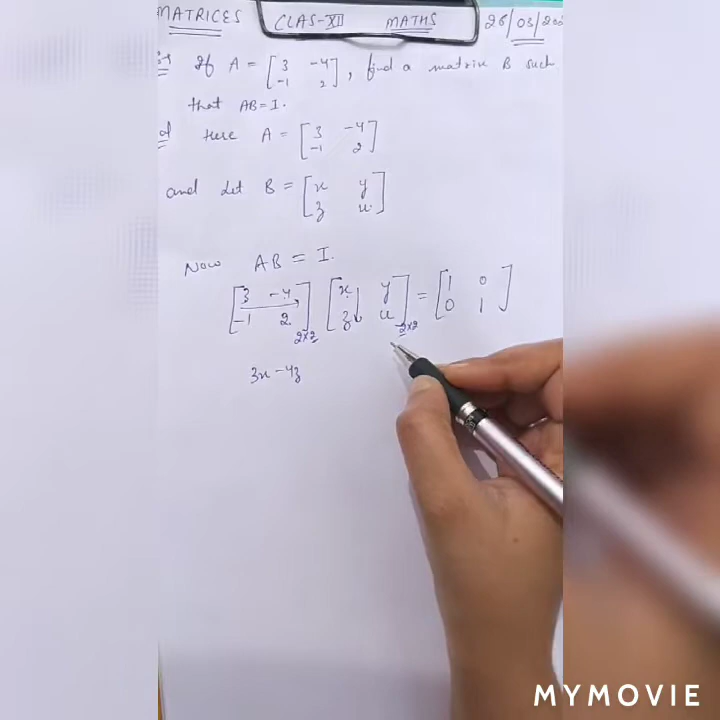 MATRICES CLAS-XII MATHS 26/03/202
If A = [3 -4], find a matrix B such
[-1 2]
that AB = I.
Here A = [3 -4]
[-1 2]
and Let B = [x y]
[z u]
Now AB = I.
[3 -4] [x y] = [1 0]
[-1 2] [z u] [0 1]
2×2 2×2
3x - 4z
MYMOVIE